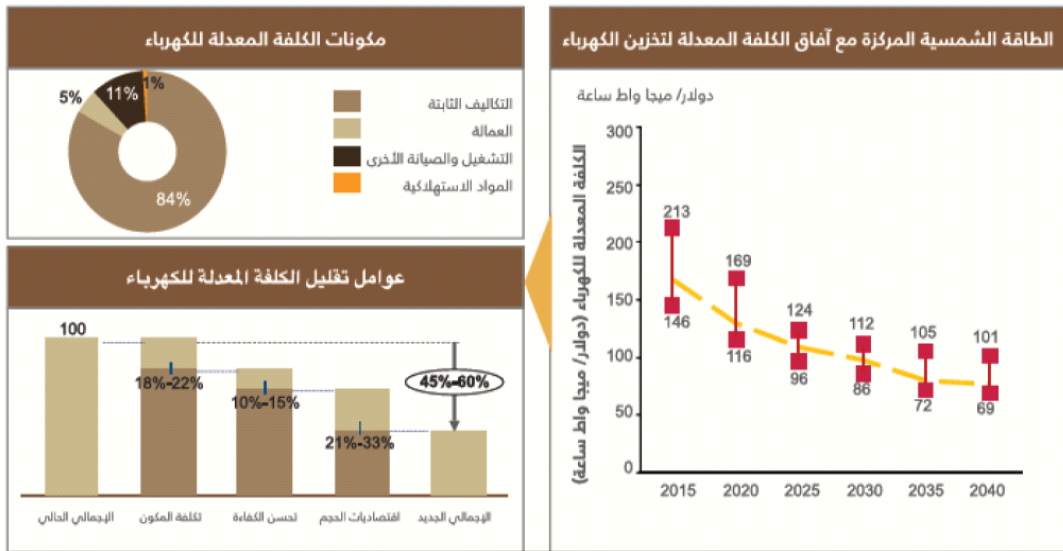 الطاقة الشمسية المركزة مع آفاق الكلفة المعدلة لتخزين الكهرباء
دولار/ ميجا واط ساعة
الكلفة المعدلة للكهرباء (دولار/ ميجا واط ساعة)
300
250
200
150
100
50
0
213
146
169
116
124
96
112
86
105
72
101
69
2015
2020
2025
2030
2035
2040
مكونات الكلفة المعدلة للكهرباء
التكاليف الثابتة
العمالة
التشغيل والصيانة الأخرى
المواد الاستهلاكية
1%
11%
5%
84%
عوامل تقليل الكلفة المعدلة للكهرباء
100
18%-22%
10%-15%
21%-33%
45%-60%
الإجمالي الحالي
تكلفة المكون
تحسن الكفاءة
اقتصاديات الحجم
الإجمالي الجديد